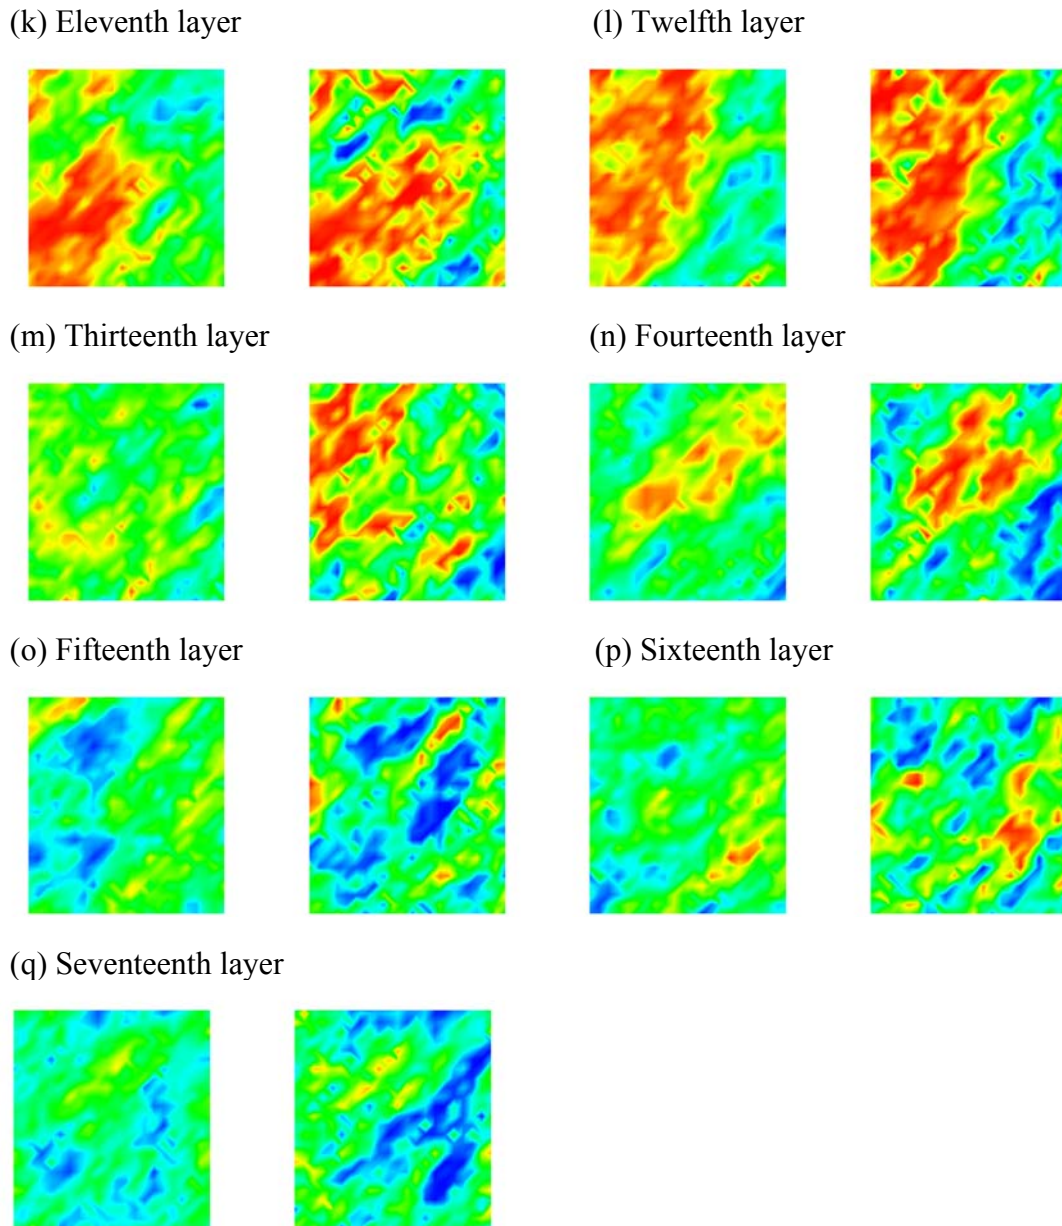 (k) Eleventh layer
(l) Twelfth layer
(m) Thirteenth layer
(n) Fourteenth layer
(o) Fifteenth layer
(p) Sixteenth layer
(q) Seventeenth layer